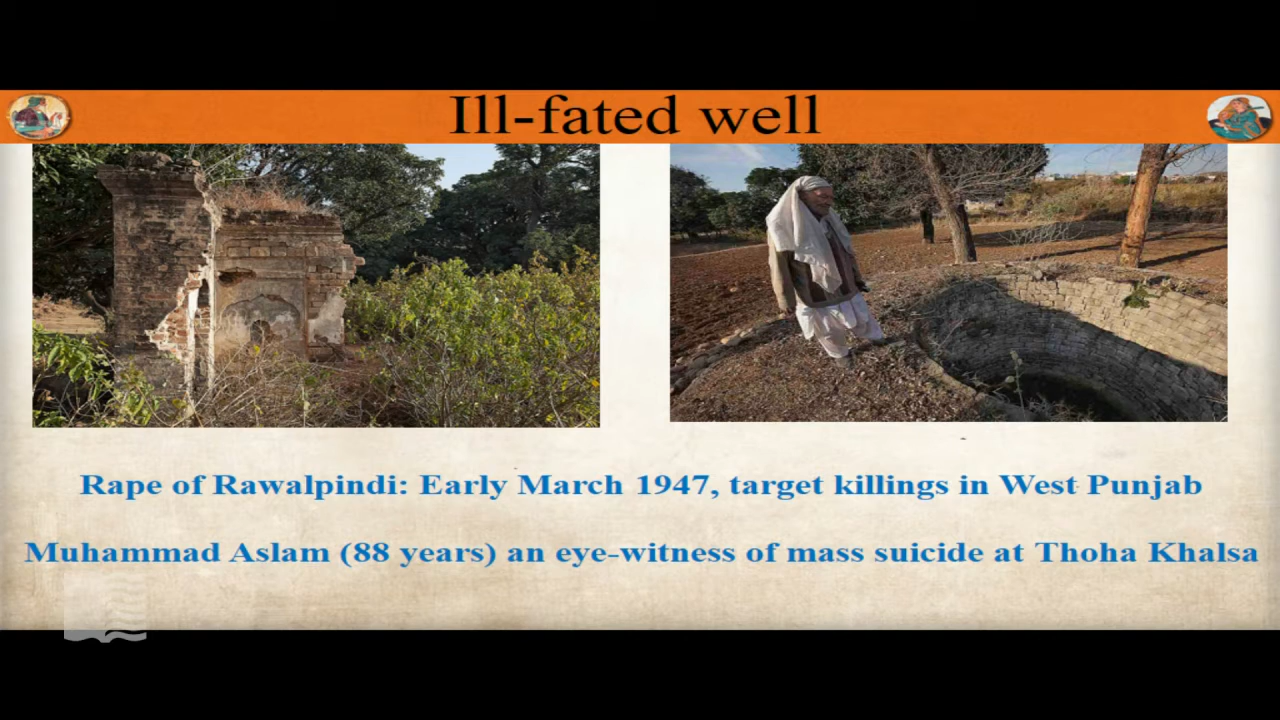 Ill-fated well
Rape of Rawalpindi: Early March 1947, target killings in West Punjab
Muhammad Aslam (88 years) an eye-witness of mass suicide at Thoha Khalsa